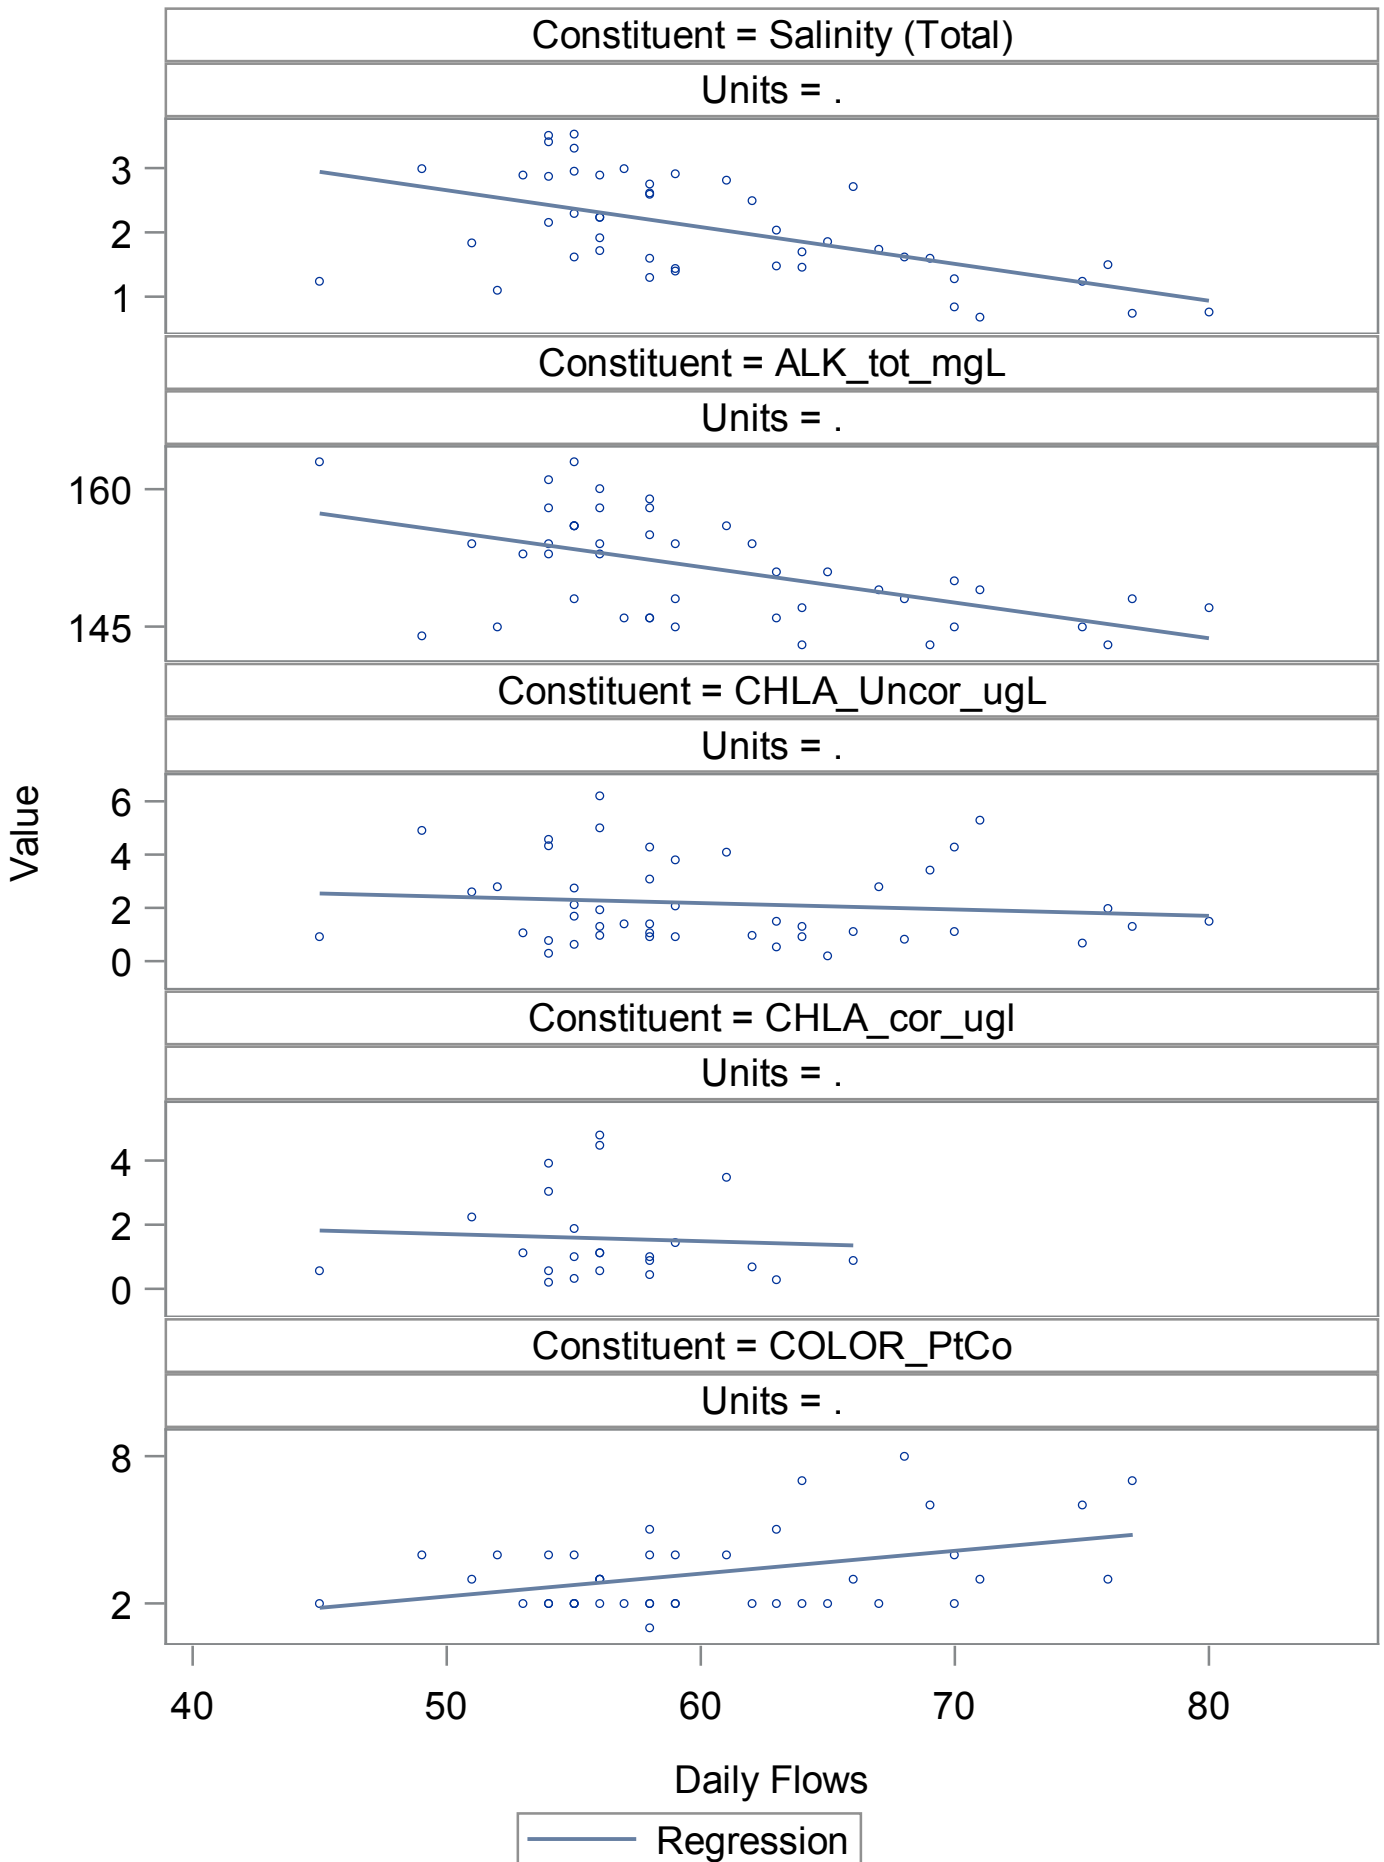 Constituent = Salinity (Total)
Units = .
3
2
1
Constituent = ALK_tot_mgL
Units = .
160
145
Constituent = CHLA_Uncor_ugL
Units = .
Value
6
4
2
0
Constituent = CHLA_cor_ugl
Units = .
4
2
0
Constituent = COLOR_PtCo
Units = .
8
2
40 50 60 70 80
Daily Flows
Regression